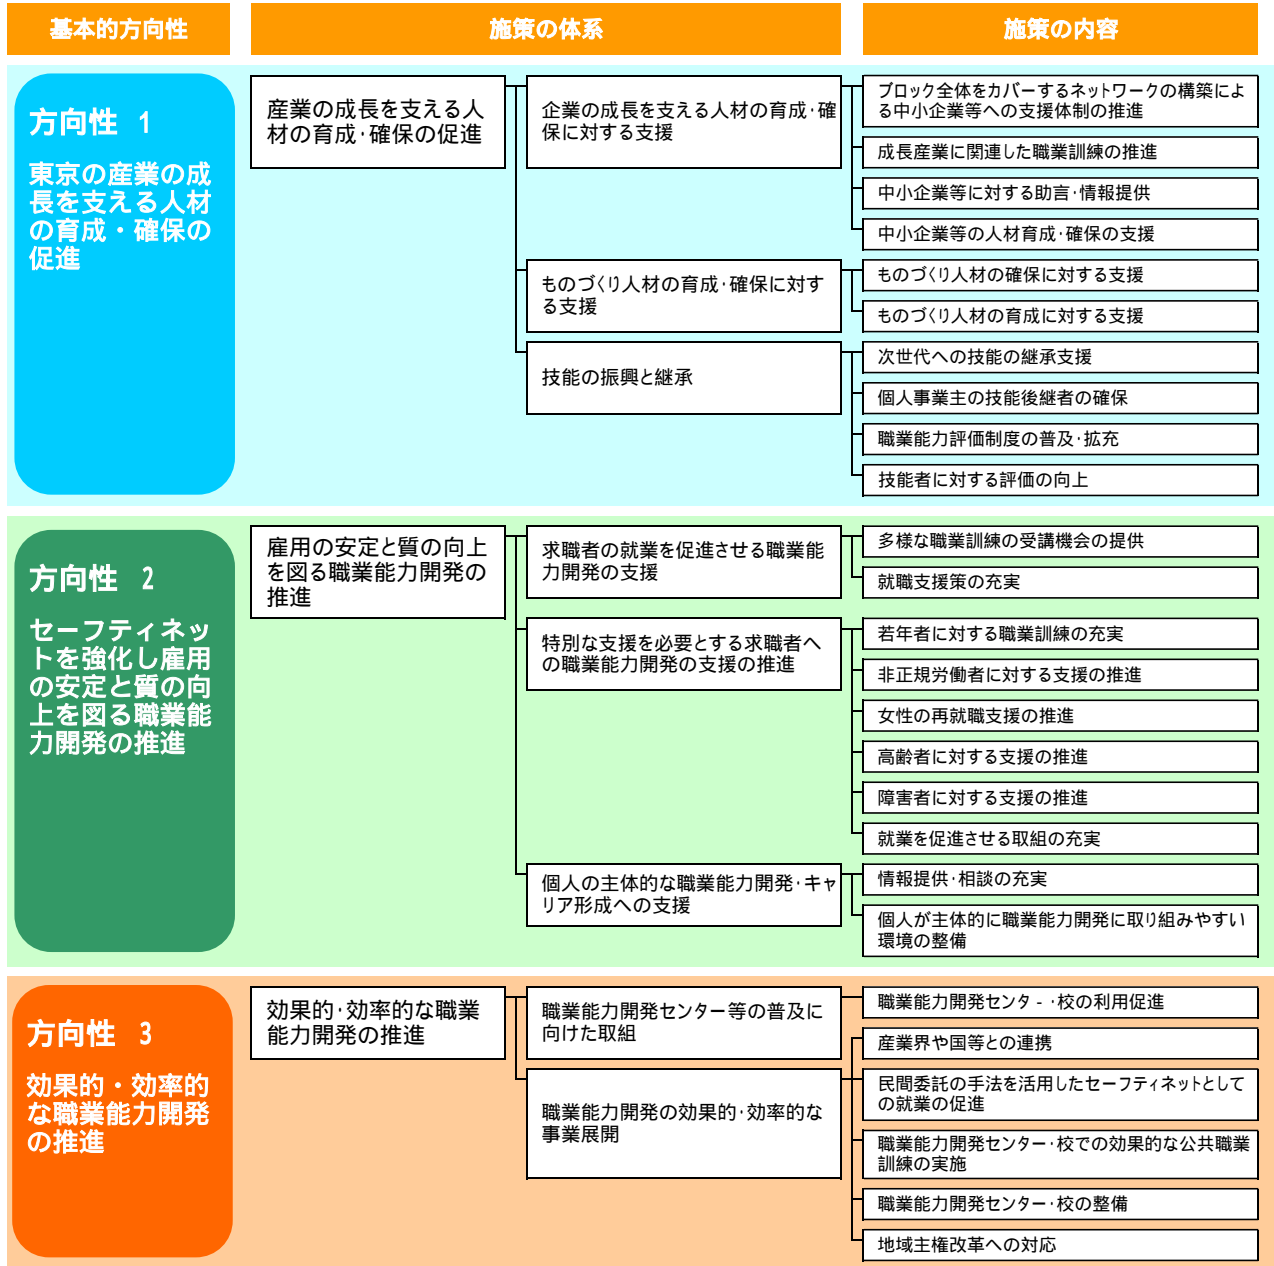 基本的方向性
施策の体系
施策の内容
方向性 1
東京の産業の成
長を支える人材
の育成・確保の
促進
産業の成長を支える人
材の育成･確保の促進
企業の成長を支える人材の育成･確
保に対する支援
ブロック全体をカバーするネットワークの構築によ
る中小企業等への支援体制の推進
成長産業に関連した職業訓練の推進
中小企業等に対する助言･情報提供
中小企業等の人材育成･確保の支援
ものづくり人材の育成･確保に対す
る支援
ものづくり人材の確保に対する支援
ものづくり人材の育成に対する支援
技能の振興と継承
次世代への技能の継承支援
個人事業主の技能後継者の確保
職業能力評価制度の普及･拡充
技能者に対する評価の向上
方向性 2
セーフティネッ
トを強化し雇用
の安定と質の向
上を図る職業能
力開発の推進
雇用の安定と質の向上
を図る職業能力開発の
推進
求職者の就業を促進させる職業能
力開発の支援
多様な職業訓練の受講機会の提供
就職支援策の充実
特別な支援を必要とする求職者へ
の職業能力開発の支援の推進
若年者に対する職業訓練の充実
非正規労働者に対する支援の推進
女性の再就職支援の推進
高齢者に対する支援の推進
障害者に対する支援の推進
就業を促進させる取組の充実
個人の主体的な職業能力開発･キャ
リア形成への支援
情報提供･相談の充実
個人が主体的に職業能力開発に取り組みやすい
環境の整備
方向性 3
効果的・効率的
な職業能力開発
の推進
効果的･効率的な職業
能力開発の推進
職業能力開発センター等の普及に
向けた取組
職業能力開発センタ‐･校の利用促進
職業能力開発の効果的･効率的な
事業展開
産業界や国等との連携
民間委託の手法を活用したセーフティネットとして
の就業の促進
職業能力開発センター･校での効果的な公共職業
訓練の実施
職業能力開発センター･校の整備
地域主権改革への対応